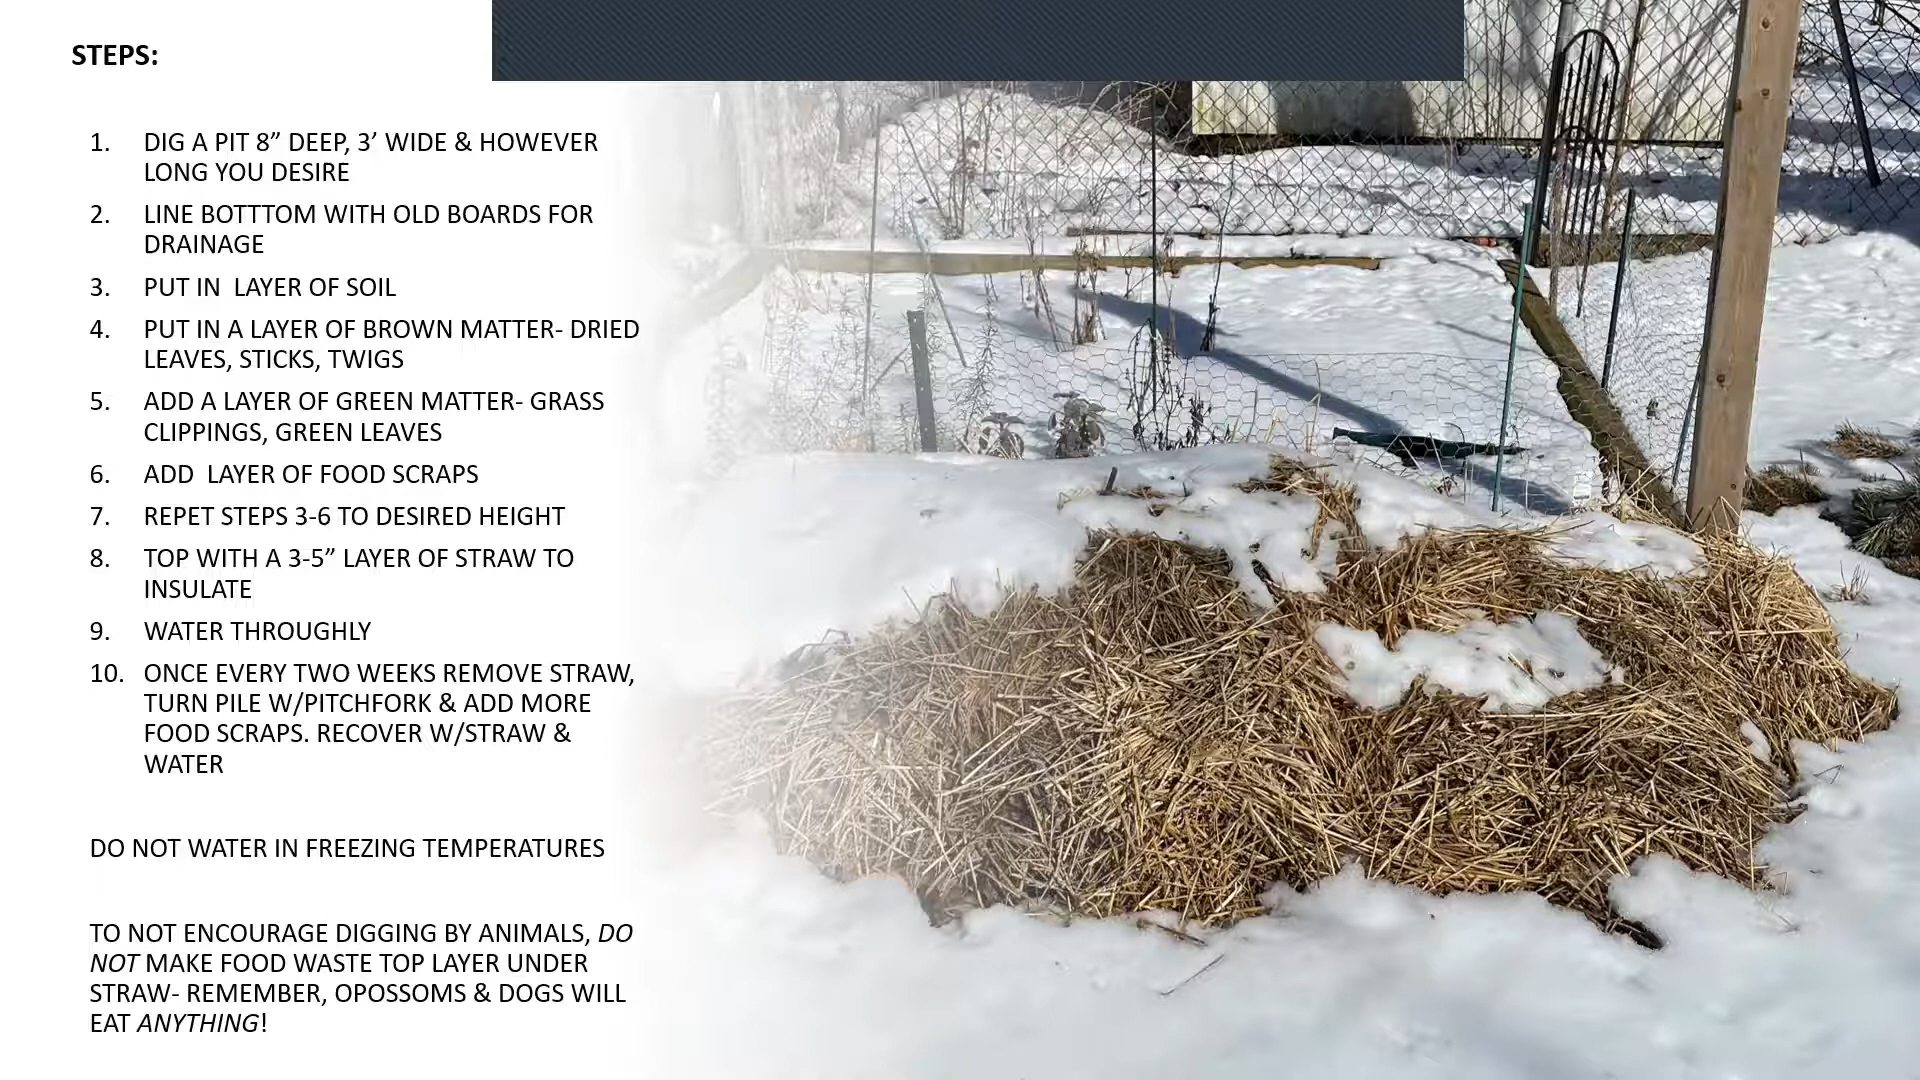 STEPS:
1. DIG A PIT 8” DEEP, 3’ WIDE & HOWEVER
LONG YOU DESIRE
2. LINE BOTTTOM WITH OLD BOARDS FOR
DRAINAGE
3. PUT IN  LAYER OF SOIL
4. PUT IN A LAYER OF BROWN MATTER- DRIED
LEAVES, STICKS, TWIGS
5. ADD A LAYER OF GREEN MATTER- GRASS
CLIPPINGS, GREEN LEAVES
6. ADD  LAYER OF FOOD SCRAPS
7. REPET STEPS 3-6 TO DESIRED HEIGHT
8. TOP WITH A 3-5” LAYER OF STRAW TO
INSULATE
9. WATER THROUGHLY
10. ONCE EVERY TWO WEEKS REMOVE STRAW,
TURN PILE W/PITCHFORK & ADD MORE
FOOD SCRAPS. RECOVER W/STRAW &
WATER
DO NOT WATER IN FREEZING TEMPERATURES
TO NOT ENCOURAGE DIGGING BY ANIMALS, DO
NOT MAKE FOOD WASTE TOP LAYER UNDER
STRAW- REMEMBER, OPOSSOMS & DOGS WILL
EAT ANYTHING!